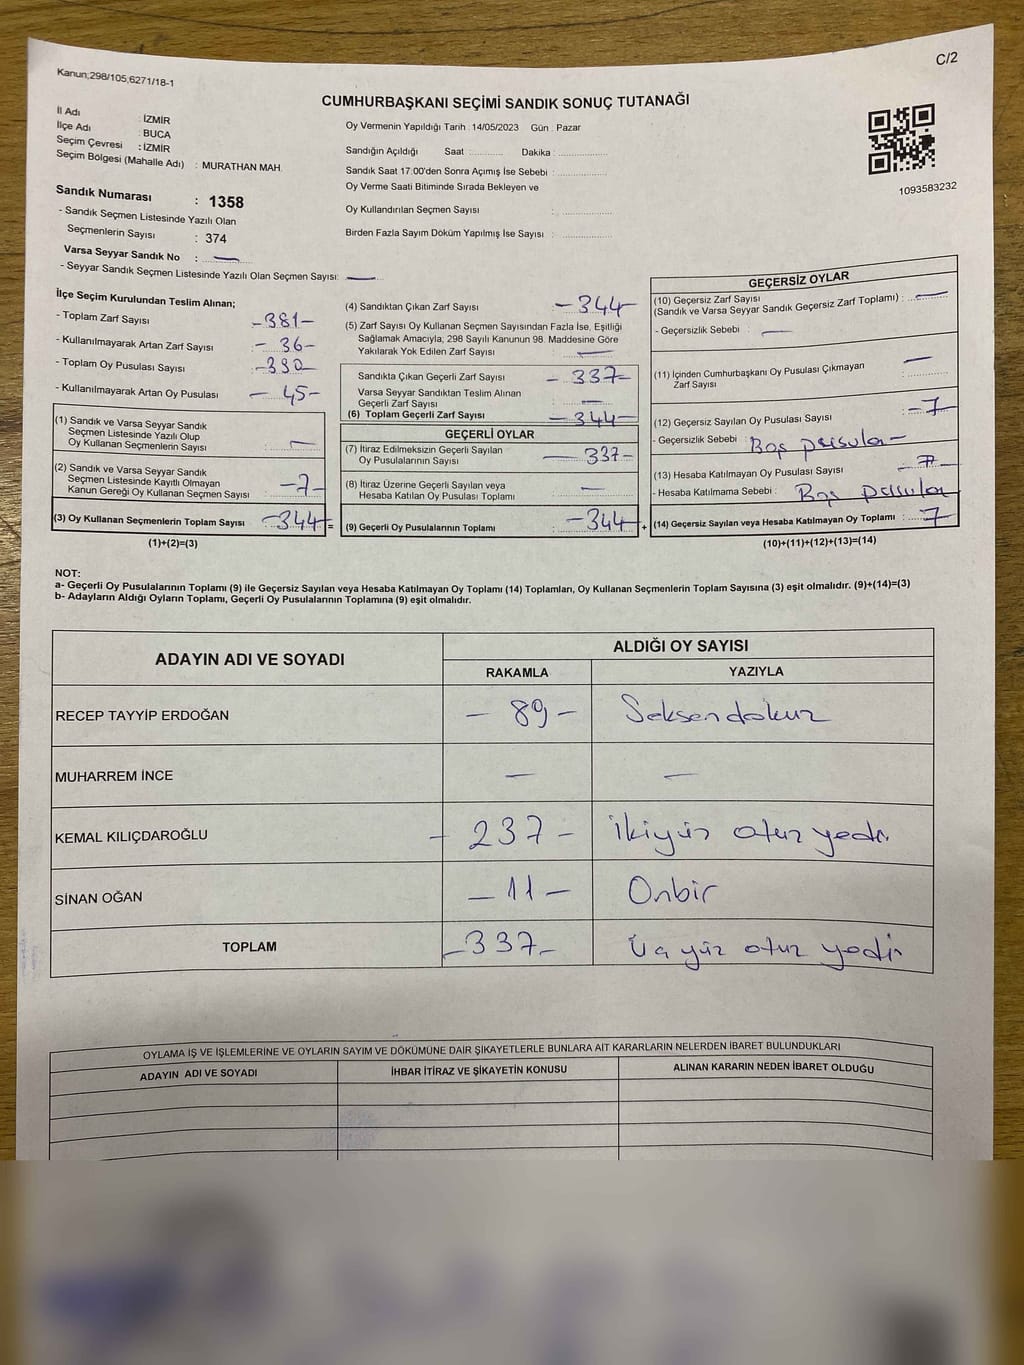 C/2
Kanun;298/105,6271/18-1
CUMHURBAŞKANI SEÇİMİ SANDIK SONUÇ TUTANAĞI
İl Adı : İZMİR
İlçe Adı : BUCA
Seçim Çevresi : İZMİR
Seçim Bölgesi (Mahalle Adı) : MURATHAN MAH.
Sandık Numarası : 1358
- Sandık Seçmen Listesinde Yazılı Olan
Seçmenlerin Sayısı : 374
Varsa Seyyar Sandık No : —
- Seyyar Sandık Seçmen Listesinde Yazılı Olan Seçmen Sayısı: —
Oy Vermenin Yapıldığı Tarih : 14/05/2023 Gün : Pazar
Sandığın Açıldığı Saat ........... Dakika : ................
Sandık Saat 17:00'den Sonra Açımış İse Sebebi : ................
Oy Verme Saati Bitiminde Sırada Bekleyen ve
Oy Kullandırılan Seçmen Sayısı : ................
Birden Fazla Sayım Döküm Yapılmış İse Sayısı : ................
1093583232
İlçe Seçim Kurulundan Teslim Alınan;
- Toplam Zarf Sayısı -381-
- Kullanılmayarak Artan Zarf Sayısı - 36-
- Toplam Oy Pusulası Sayısı
- Kullanılmayarak Artan Oy Pusulası - 45-
(1) Sandık ve Varsa Seyyar Sandık
Seçmen Listesinde Yazılı Olup
Oy Kullanan Seçmenlerin Sayısı : —
(2) Sandık ve Varsa Seyyar Sandık
Seçmen Listesinde Kayıtlı Olmayan
Kanun Gereği Oy Kullanan Seçmen Sayısı -7-
(3) Oy Kullanan Seçmenlerin Toplam Sayısı -344- =
(1)+(2)=(3)
(4) Sandıktan Çıkan Zarf Sayısı -344-
(5) Zarf Sayısı Oy Kullanan Seçmen Sayısından Fazla İse, Eşitliği
Sağlamak Amacıyla; 298 Sayılı Kanunun 98. Maddesine Göre
Yakılarak Yok Edilen Zarf Sayısı : —
Sandıkta Çıkan Geçerli Zarf Sayısı - 337-
Varsa Seyyar Sandıktan Teslim Alınan
Geçerli Zarf Sayısı : —
(6) Toplam Geçerli Zarf Sayısı -344-
GEÇERLİ OYLAR
(7) İtiraz Edilmeksizin Geçerli Sayılan
Oy Pusulalarının Sayısı — 337-
(8) İtiraz Üzerine Geçerli Sayılan veya
Hesaba Katılan Oy Pusulası Toplamı : —
(9) Geçerli Oy Pusulalarının Toplamı : -344 +
GEÇERSİZ OYLAR
(10) Geçersiz Zarf Sayısı
(Sandık ve Varsa Seyyar Sandık Geçersiz Zarf Toplamı) : —
- Geçersizlik Sebebi : —
(11) İçinden Cumhurbaşkanı Oy Pusulası Çıkmayan
Zarf Sayısı —
(12) Geçersiz Sayılan Oy Pusulası Sayısı -7-
- Geçersizlik Sebebi : Boş pusula-
(13) Hesaba Katılmayan Oy Pusulası Sayısı -7-
- Hesaba Katılmama Sebebi : Boş pusula
(14) Geçersiz Sayılan veya Hesaba Katılmayan Oy Toplamı : 7
(10)+(11)+(12)+(13)=(14)
NOT:
a- Geçerli Oy Pusulalarının Toplamı (9) ile Geçersiz Sayılan veya Hesaba Katılmayan Oy Toplamı (14) Toplamları, Oy Kullanan Seçmenlerin Toplam Sayısına (3) eşit olmalıdır. (9)+(14)=(3)
b- Adayların Aldığı Oyların Toplamı, Geçerli Oy Pusulalarının Toplamına (9) eşit olmalıdır.
ADAYIN ADI VE SOYADI ALDIĞI OY SAYISI
RAKAMLA YAZIYLA
RECEP TAYYİP ERDOĞAN - 89 - Seksendokuz
MUHARREM İNCE — —
KEMAL KILIÇDAROĞLU - 237 - ikiyüz otuz yedi.
SİNAN OĞAN -11- Onbir
TOPLAM -337- Üç yüz otuz yedi
OYLAMA İŞ VE İŞLEMLERİNE VE OYLARIN SAYIM VE DÖKÜMÜNE DAİR ŞİKAYETLERLE BUNLARA AİT KARARLARIN NELERDEN İBARET BULUNDUKLARI
ADAYIN ADI VE SOYADI İHBAR İTİRAZ VE ŞİKAYETİN KONUSU ALINAN KARARIN NEDEN İBARET OLDUĞU